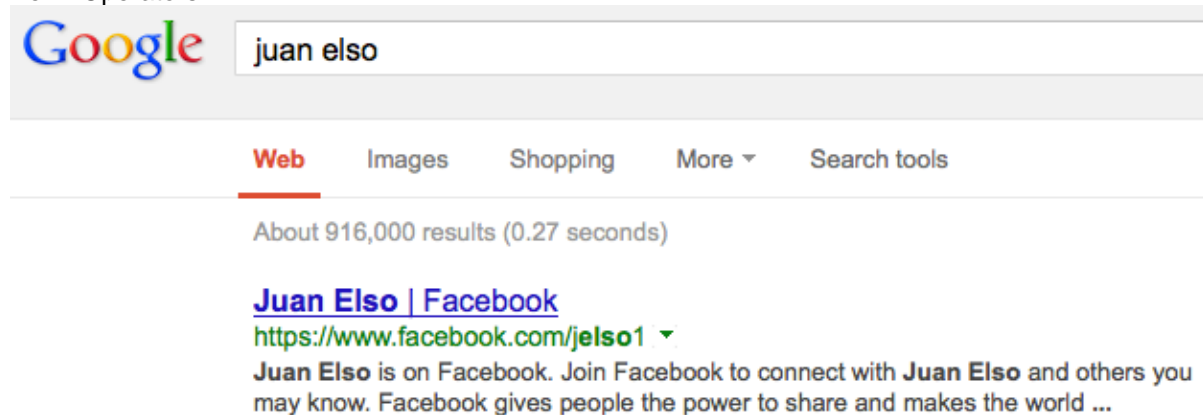 Google juan elso
Web Images Shopping More Search tools
About 916,000 results (0.27 seconds)
Juan Elso | Facebook
https://www.facebook.com/jelso1
Juan Elso is on Facebook. Join Facebook to connect with Juan Elso and others you
may know. Facebook gives people the power to share and makes the world ...